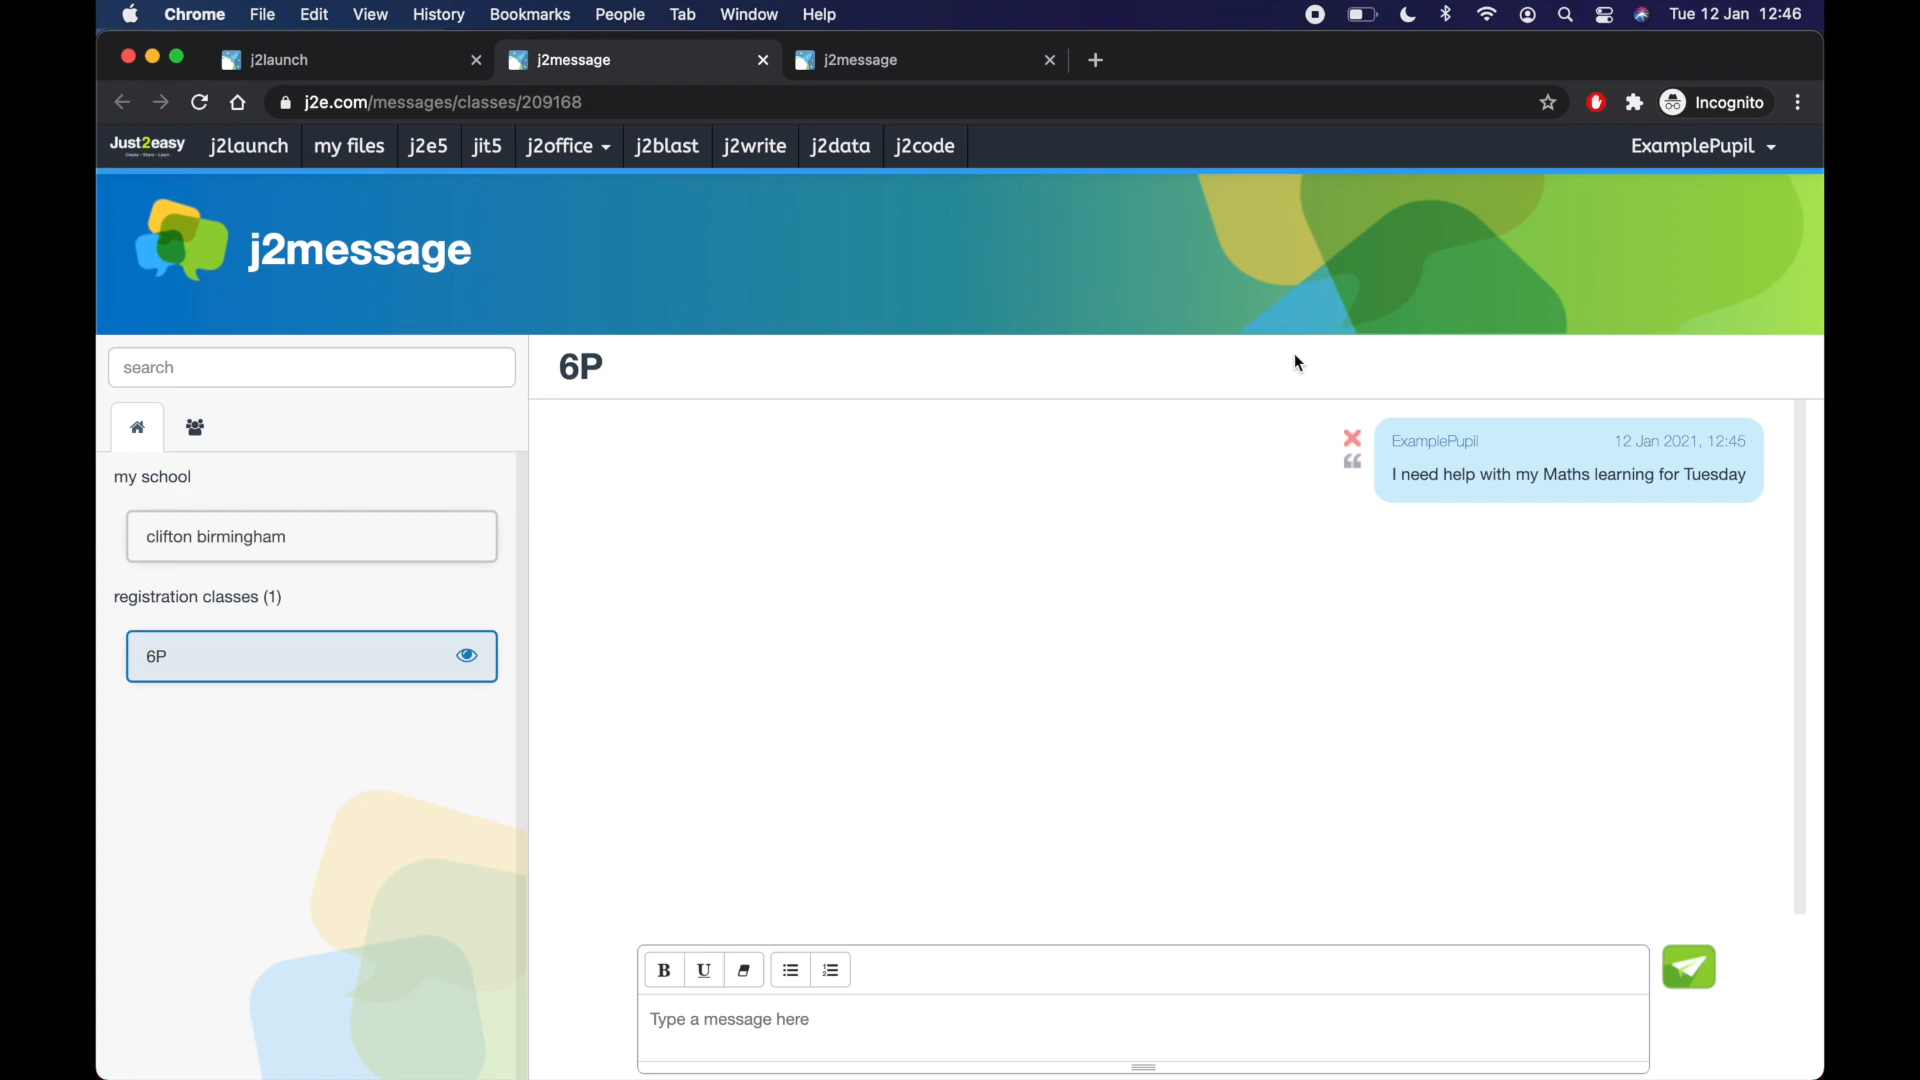 Chrome File Edit View History Bookmarks People Tab Window Help Tue 12 Jan 12:46
j2launch j2message j2message
j2e.com/messages/classes/209168 Incognito
Just2easy j2launch my files j2e5 jit5 j2office j2blast j2write j2data j2code ExamplePupil
j2message
search
6P
my school
clifton birmingham
registration classes (1)
6P
ExamplePupil 12 Jan 2021, 12:45
I need help with my Maths learning for Tuesday
B U
Type a message here